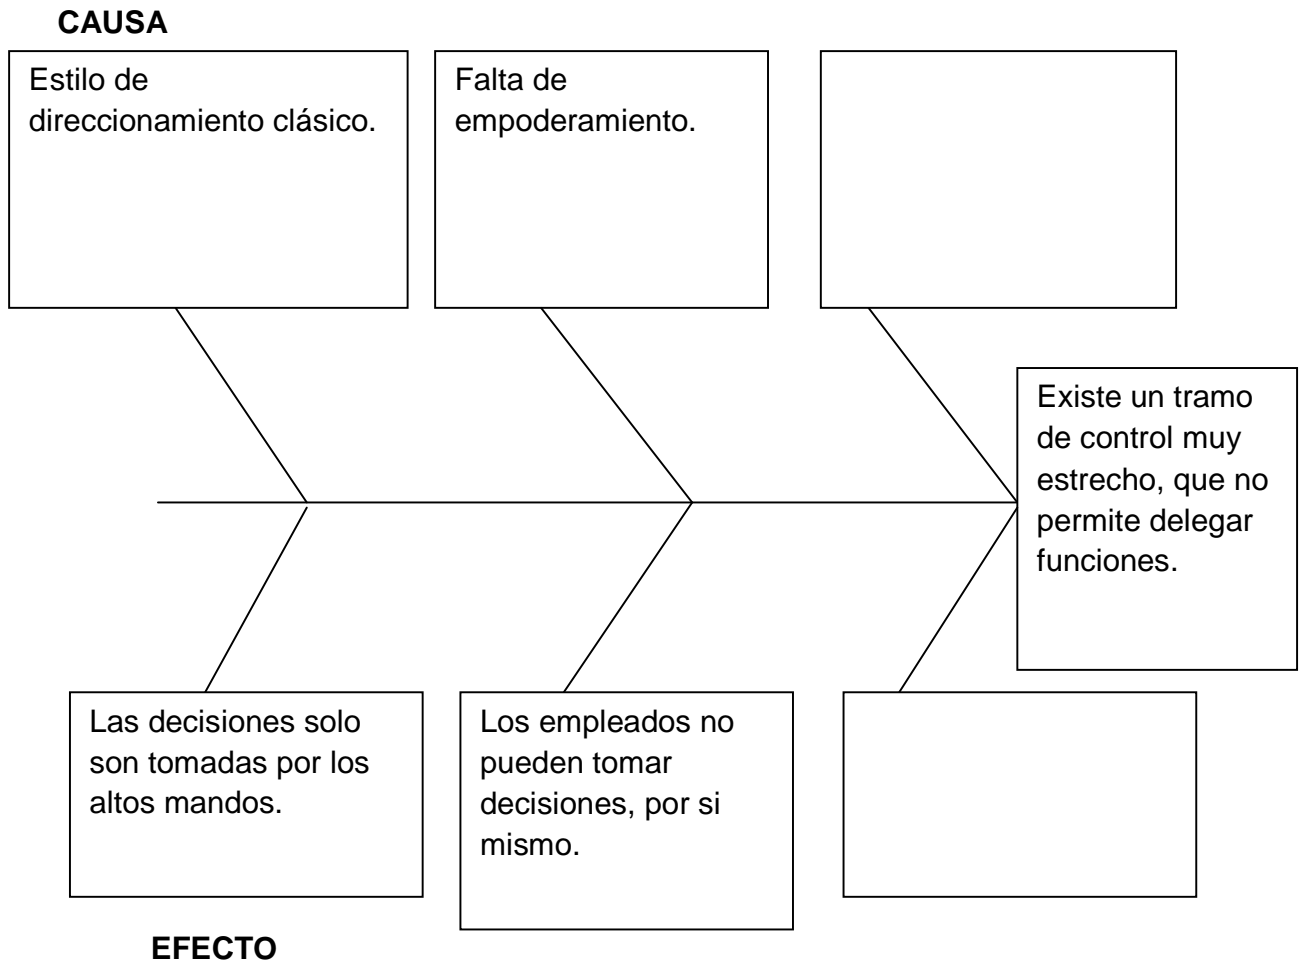 CAUSA
Estilo de
direccionamiento clásico.
Falta de
empoderamiento.
Existe un tramo
de control muy
estrecho, que no
permite delegar
funciones.
Las decisiones solo
son tomadas por los
altos mandos.
Los empleados no
pueden tomar
decisiones, por si
mismo.
EFECTO